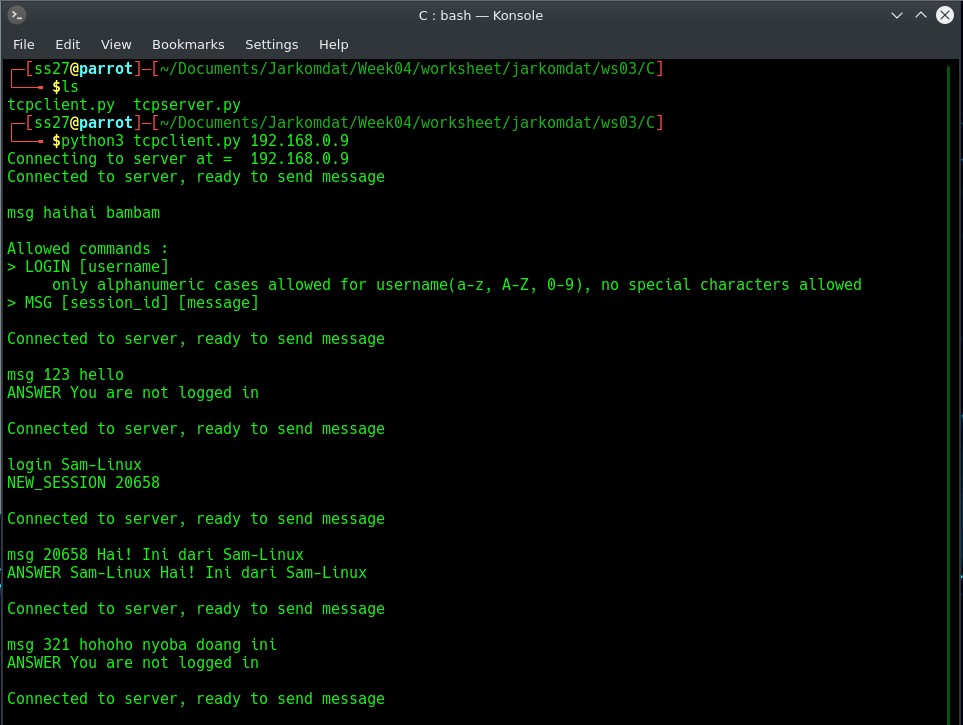 C : bash — Konsole
File Edit View Bookmarks Settings Help
┌─[ss27@parrot]─[~/Documents/Jarkomdat/Week04/worksheet/jarkomdat/ws03/C]
└──╼ $ls
tcpclient.py  tcpserver.py
┌─[ss27@parrot]─[~/Documents/Jarkomdat/Week04/worksheet/jarkomdat/ws03/C]
└──╼ $python3 tcpclient.py 192.168.0.9
Connecting to server at =  192.168.0.9
Connected to server, ready to send message
msg haihai bambam
Allowed commands :
> LOGIN [username]
     only alphanumeric cases allowed for username(a-z, A-Z, 0-9), no special characters allowed
> MSG [session_id] [message]
Connected to server, ready to send message
msg 123 hello
ANSWER You are not logged in
Connected to server, ready to send message
login Sam-Linux
NEW_SESSION 20658
Connected to server, ready to send message
msg 20658 Hai! Ini dari Sam-Linux
ANSWER Sam-Linux Hai! Ini dari Sam-Linux
Connected to server, ready to send message
msg 321 hohoho nyoba doang ini
ANSWER You are not logged in
Connected to server, ready to send message